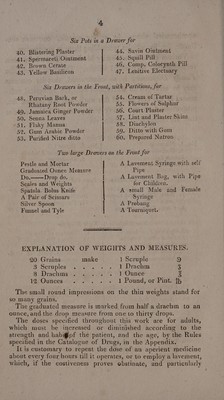 4
Six Pots in a Drawer for
40. Blistering Plaster
41. Spermaceti Ointment
42. Brown Cerate
43. Yellow Basilicon
44. Savin Ointment
45. Squill Pill
46. Comp. Colocynth Pill
47. Lenitive Electuary
Six Drawers in the Front, with Partitions, for
48. Peruvian Bark, or
Rhatany Root Powder
49. Jamaica Ginger Powder
50. Senna Leaves
51. Flaky Manna
52. Gum Arabic Powder
53. Purified Nitre ditto
54. Cream of Tartar
55. Flowers of Sulphur
56. Court Plaster
57. Lint and Plaster Skins
58. Diachylon
59. Ditto with Gum
60. Prepared Natron
Two large Drawers on the Front for
Pestle and Mortar
Graduated Ounce Measure
Do.——Drop do.
Scales and Weights
Spatula Bolus Knife
A Pair of Scissors
Silver Spoon
Funnel and Tyle
A Lavement Syringe with self
Pipe
A Lavement Bag, with Pipe
for Children.
A small Male and Female
Syringe
A Probang
A Tourniquet.
EXPLANATION OF WEIGHTS AND MEASURES.
20 Grains make 1 Scruple ℈
3 Scruples . . . . . 1 Drachm ʒ
8 Drachms . . . . . 1 Ounce ℥
12 Ounces . . . . . 1 Pound, or Pint. ℔
The small round impressions on the thin weights stand for
so many grains.
The graduated measure is marked from half a drachm to an
ounce, and the drop measure from one to thirty drops.
The doses specified throughout this work are for adults,
which must be increased or diminished according to the
strength and habit of the patient, and the age, by the Rules
specified in the Catalogue of Drugs, in the Appendix.
It is customary to repeat the dose of an aperient medicine
about every four hours till it operates, or to employ a lavement,
which, if the costiveness proves obstinate, and particularly